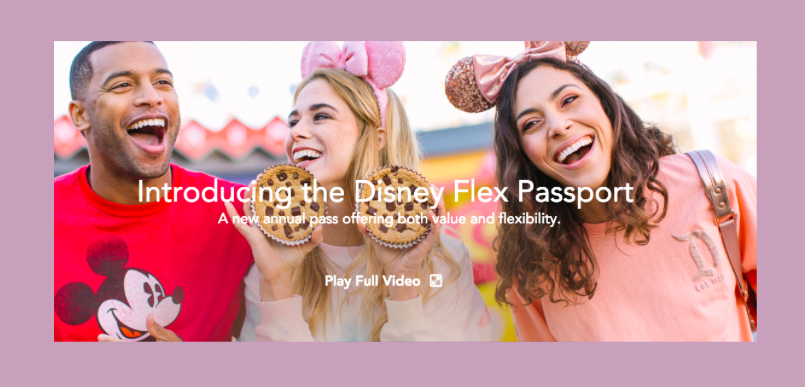 Introducing the Disney Flex Passport
A new annual pass offering both value and flexibility.
Play Full Video